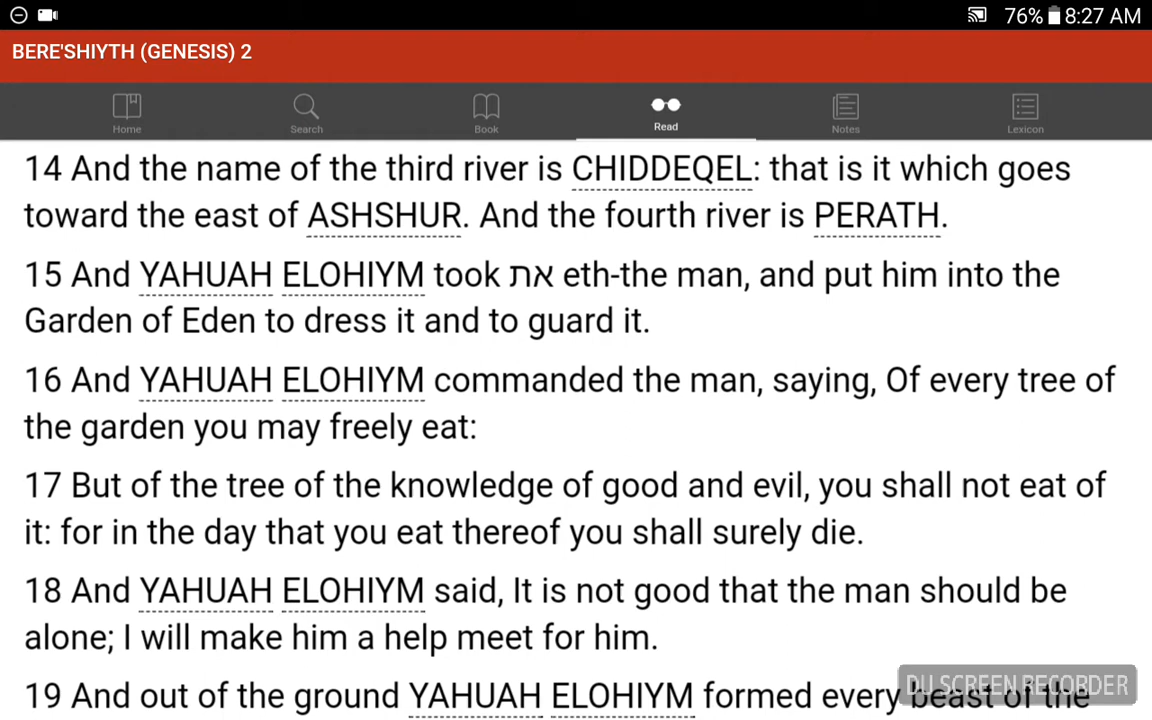 76% 8:27 AM
BERE'SHIYTH (GENESIS) 2
Home Search Book Read Notes Lexicon
14 And the name of the third river is CHIDDEQEL: that is it which goes
toward the east of ASHSHUR. And the fourth river is PERATH.
15 And YAHUAH ELOHIYM took את eth-the man, and put him into the
Garden of Eden to dress it and to guard it.
16 And YAHUAH ELOHIYM commanded the man, saying, Of every tree of
the garden you may freely eat:
17 But of the tree of the knowledge of good and evil, you shall not eat of
it: for in the day that you eat thereof you shall surely die.
18 And YAHUAH ELOHIYM said, It is not good that the man should be
alone; I will make him a help meet for him.
19 And out of the ground YAHUAH ELOHIYM formed every beast of the
DU SCREEN RECORDER